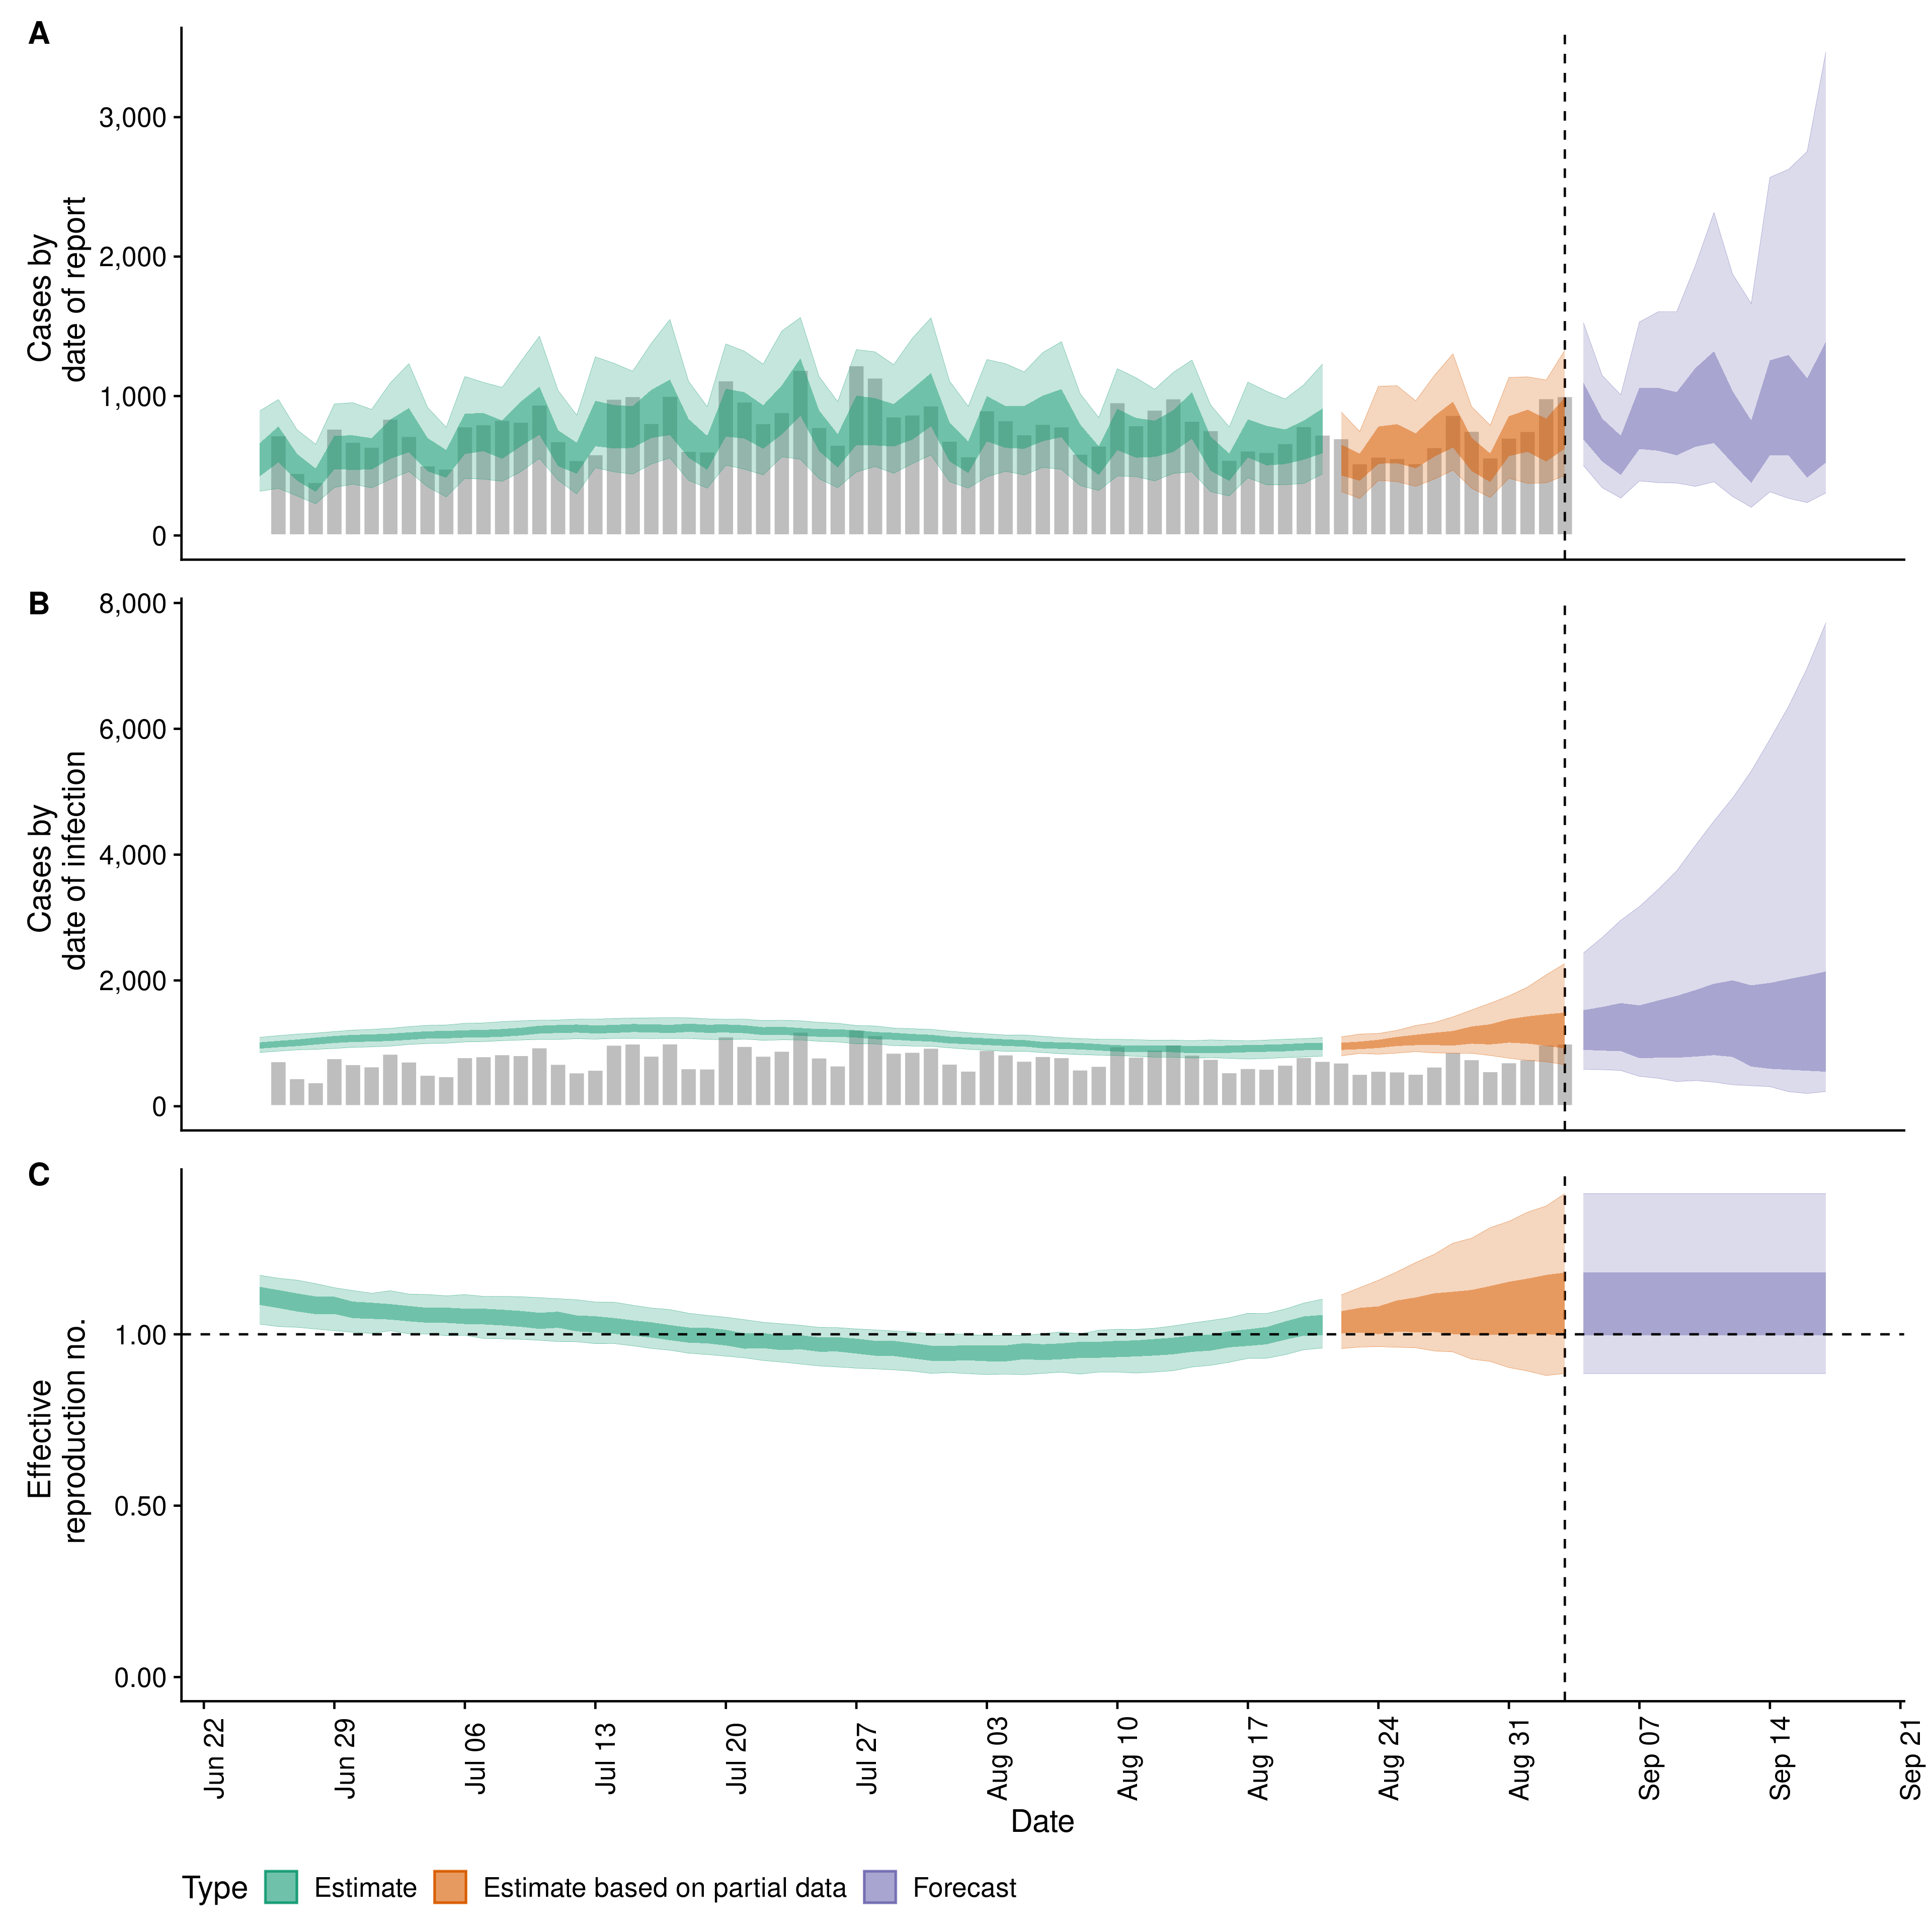 A
3,000
2,000
1,000
0
Cases by
date of report
B
8,000
6,000
4,000
2,000
0
Cases by
date of infection
C
1.00
0.50
0.00
Effective
reproduction no.
Jun 22
Jun 29
Jul 06
Jul 13
Jul 20
Jul 27
Aug 03
Aug 10
Aug 17
Aug 24
Aug 31
Sep 07
Sep 14
Sep 21
Date
Type Estimate Estimate based on partial data Forecast